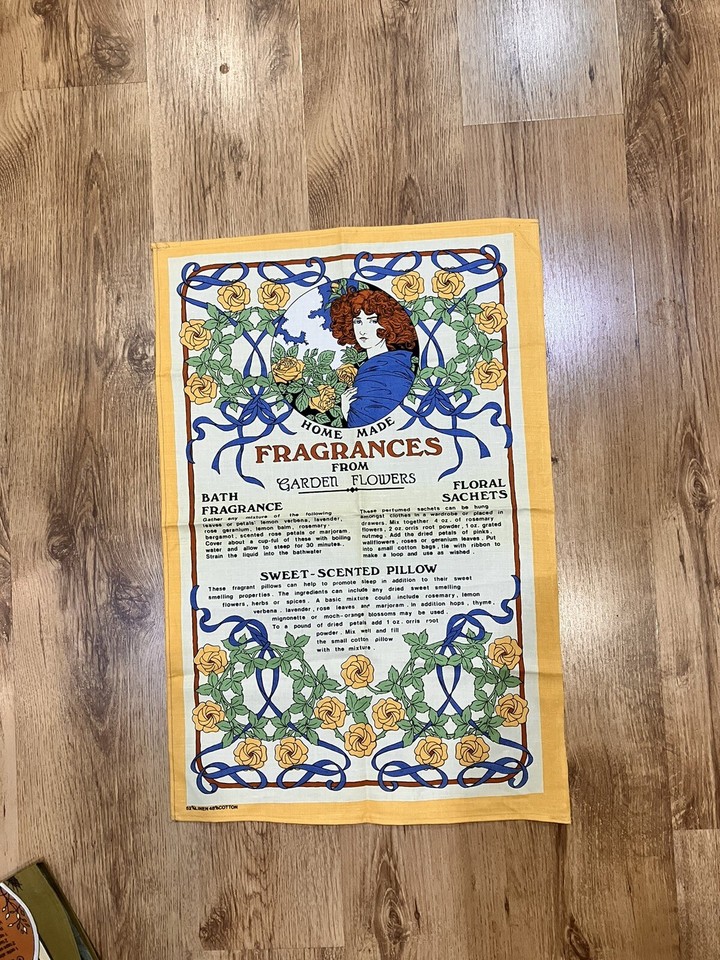 HOME MADE
FRAGRANCES
FROM
GARDEN FLOWERS
BATH
FRAGRANCE
Gather any mixture of the following
leaves or petals: lemon verbena, lavender,
rose geranium, lemon balm, rosemary,
bergamot, scented rose petals or marjoram.
Cover about a cup-ful of these with boiling
water and allow to steep for 30 minutes.
Strain the liquid into the bathwater
FLORAL
SACHETS
These perfumed sachets can be hung
amongst clothes in a wardrobe or placed in
drawers. Mix together 4 oz. of rosemary
flowers, 2 oz. orris root powder, 1 oz. grated
nutmeg. Add the dried petals of pinks,
wallflowers, roses or geranium leaves. Put
into small cotton bags, tie with ribbon to
make a loop and use as wished.
SWEET-SCENTED PILLOW
These fragrant pillows can help to promote sleep in addition to their sweet
smelling properties. The ingredients can include any dried sweet smelling
flowers, herbs or spices. A basic mixture could include rosemary, lemon
verbena, lavender, rose leaves and marjoram. In addition hops, thyme,
mignonette or moch-orange blossoms may be used.
To a pound of dried petals add 1 oz. orris root
powder. Mix well and fill
the small cotton pillow
with the mixture.
LINEN COTTON